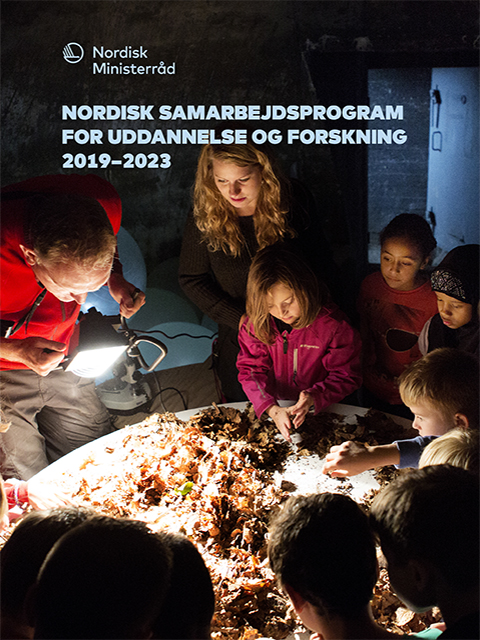 Nordisk
Ministerråd
NORDISK SAMARBEJDSPROGRAM
FOR UDDANNELSE OG FORSKNING
2019–2023